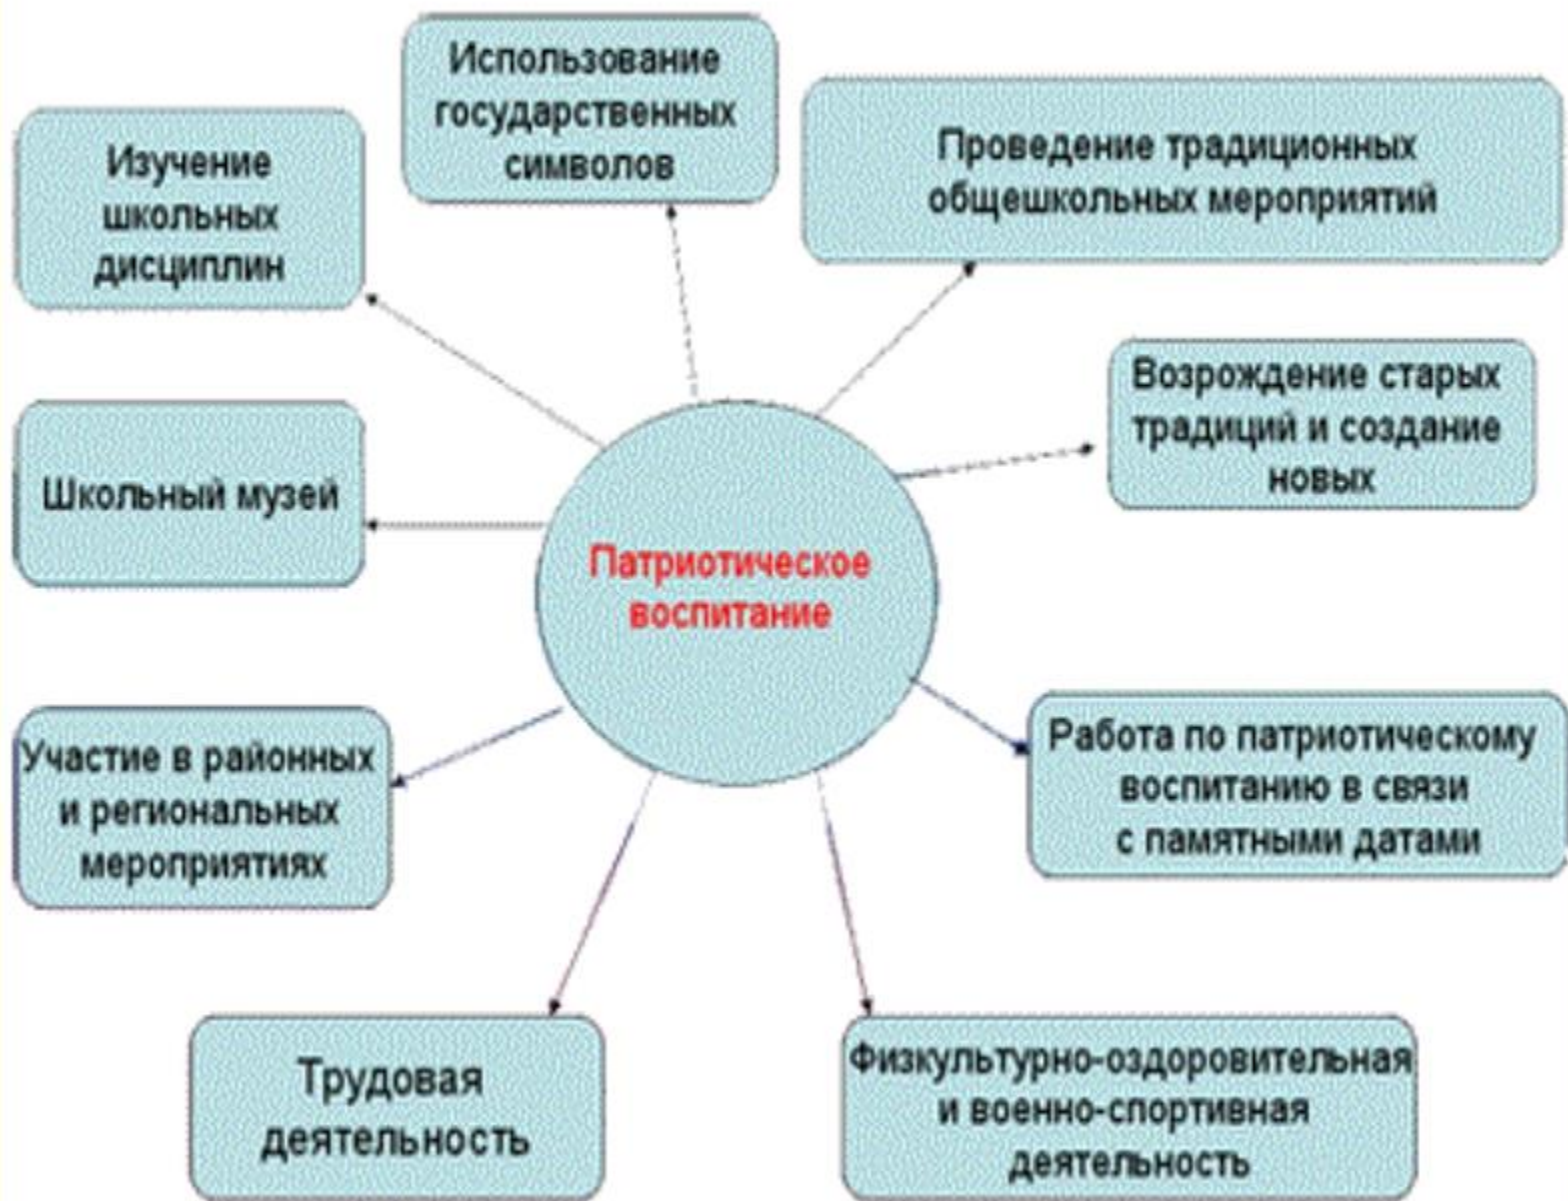 Использование
государственных
символов
Изучение
школьных
дисциплин
Проведение традиционных
общешкольных мероприятий
Возрождение старых
традиций и создание
новых
Школьный музей
Патриотическое
воспитание
Участие в районных
и региональных
мероприятиях
Работа по патриотическому
воспитанию в связи
с памятными датами
Трудовая
деятельность
Физкультурно-оздоровительная
и военно-спортивная
деятельность